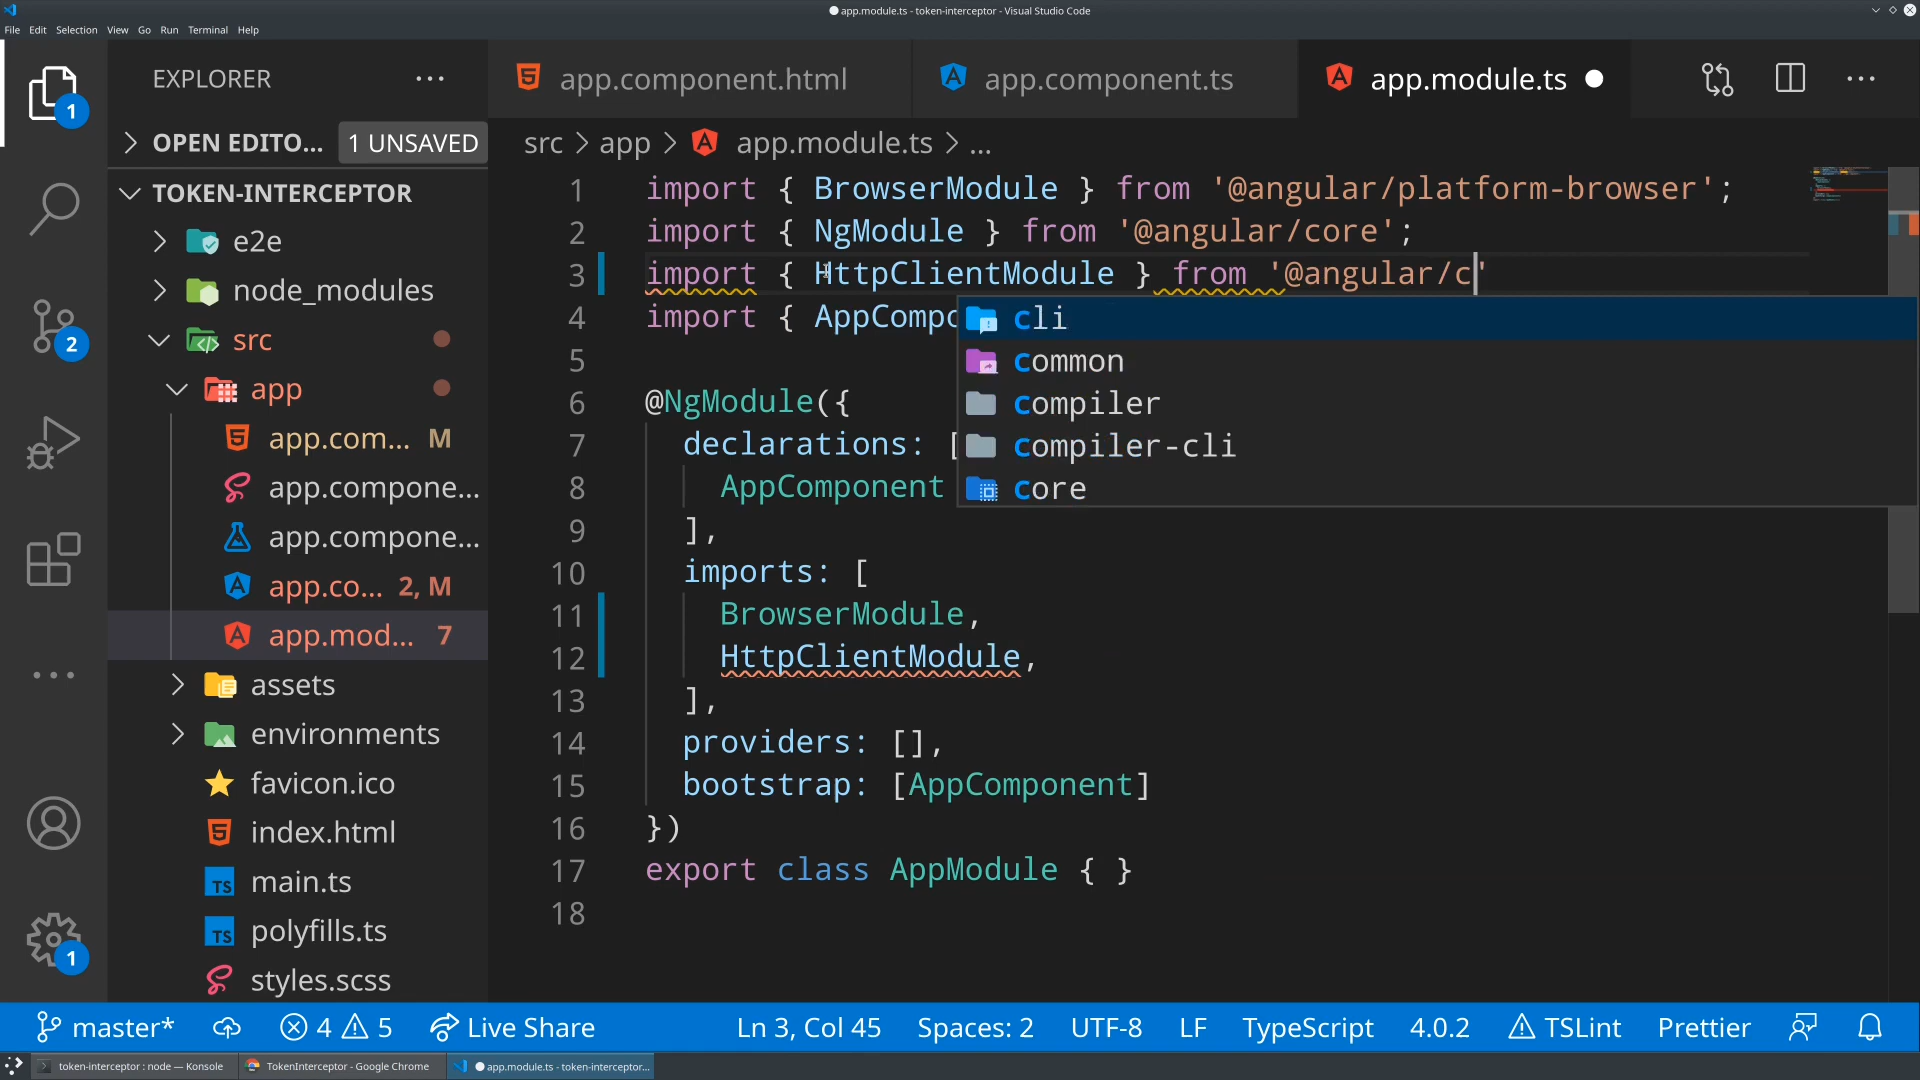 app.module.ts - token-interceptor - Visual Studio Code
File Edit Selection View Go Run Terminal Help
EXPLORER ...
1
OPEN EDITO... 1 UNSAVED
TOKEN-INTERCEPTOR
e2e
node_modules
2
src
app
app.com... M
app.compone...
app.compone...
app.co... 2, M
app.mod... 7
assets
environments
favicon.ico
index.html
TS main.ts
TS polyfills.ts
1
styles.scss
app.component.html app.component.ts app.module.ts
src > app > app.module.ts > ...
1 import { BrowserModule } from '@angular/platform-browser';
2 import { NgModule } from '@angular/core';
3 import { HttpClientModule } from '@angular/c'
4 import { AppCompo
5
6 @NgModule({
7 declarations: [
8 AppComponent
9 ],
10 imports: [
11 BrowserModule,
12 HttpClientModule,
13 ],
14 providers: [],
15 bootstrap: [AppComponent]
16 })
17 export class AppModule { }
18
cli
common
compiler
compiler-cli
core
master* 4 5 Live Share Ln 3, Col 45 Spaces: 2 UTF-8 LF TypeScript 4.0.2 TSLint Prettier
token-interceptor : node — Konsole TokenInterceptor - Google Chrome app.module.ts - token-interceptor...